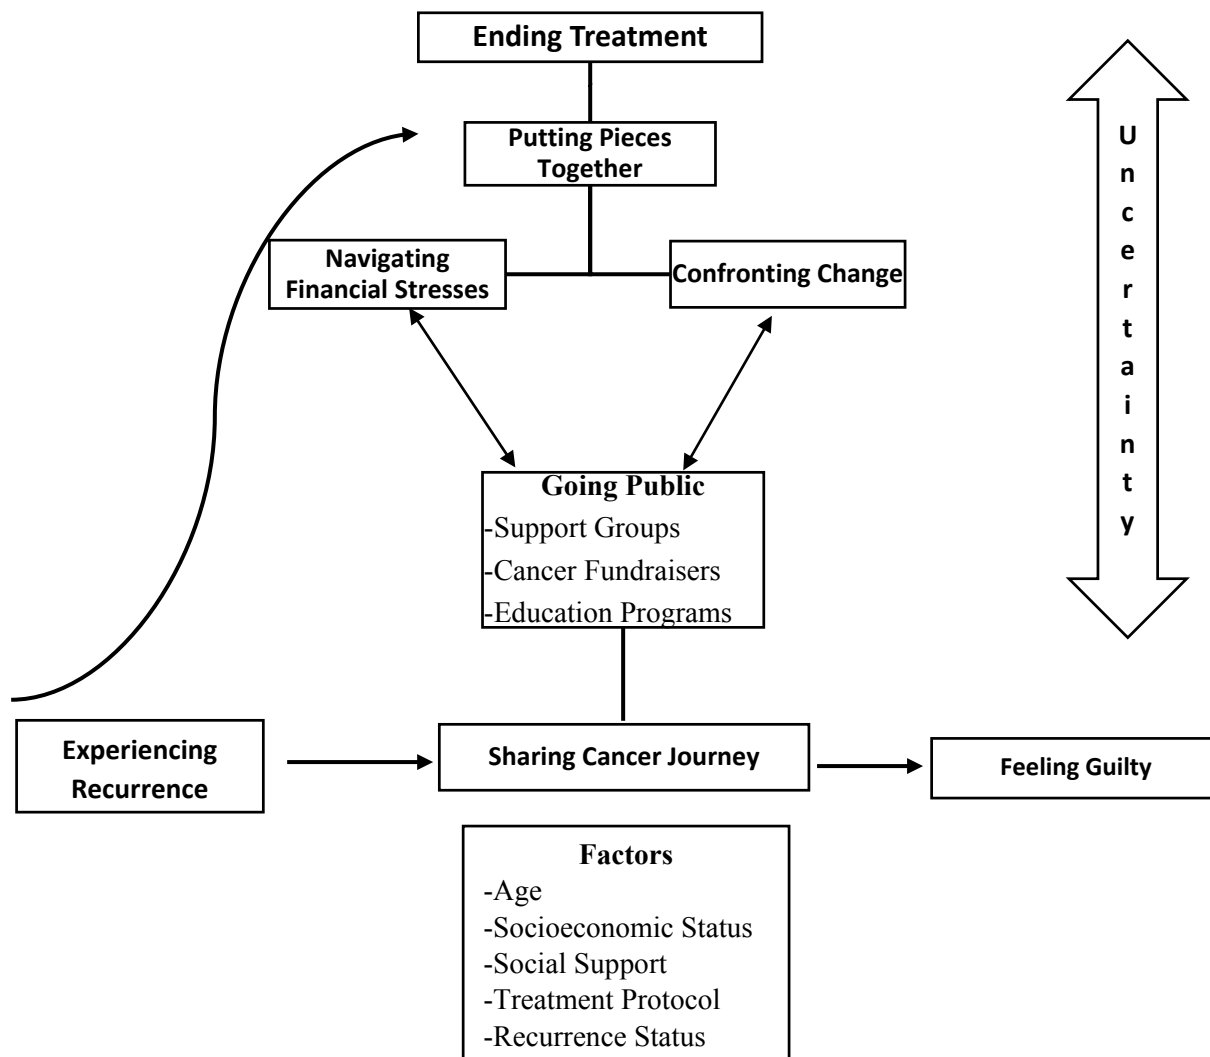 Ending Treatment
Putting Pieces
Together
Navigating
Financial Stresses
Confronting Change
Uncertainty
Going Public
-Support Groups
-Cancer Fundraisers
-Education Programs
Experiencing
Recurrence
Sharing Cancer Journey
Feeling Guilty
Factors
-Age
-Socioeconomic Status
-Social Support
-Treatment Protocol
-Recurrence Status